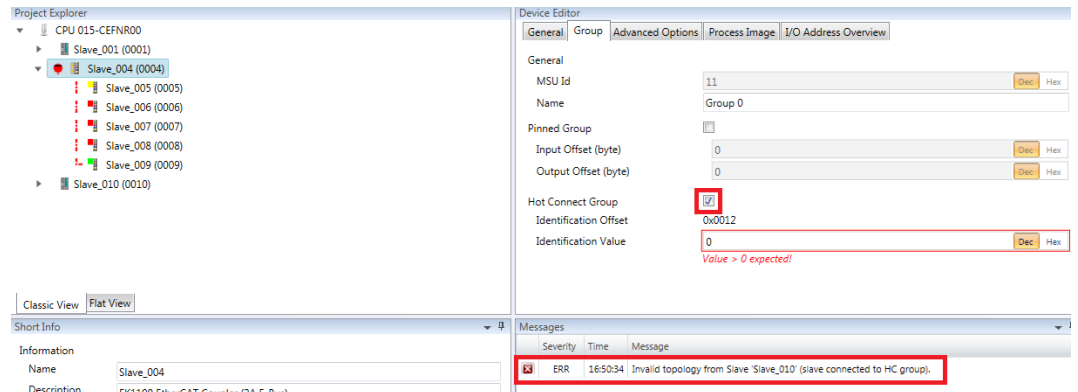 Project Explorer
CPU 015-CEFNR00
Slave_001 (0001)
Slave_004 (0004)
Slave_005 (0005)
Slave_006 (0006)
Slave_007 (0007)
Slave_008 (0008)
Slave_009 (0009)
Slave_010 (0010)
Classic View Flat View
Device Editor
General Group Advanced Options Process Image I/O Address Overview
General
MSU Id 11 Dec Hex
Name Group 0
Pinned Group
Input Offset (byte) 0 Dec Hex
Output Offset (byte) 0 Dec Hex
Hot Connect Group
Identification Offset 0x0012
Identification Value 0 Dec Hex
Value > 0 expected!
Short Info
Information
Name Slave_004
Description EK1100 EtherCAT Coupler (2A E-Bus)
Messages
Severity Time Message
ERR 16:50:34 Invalid topology from Slave 'Slave_010' (slave connected to HC group).